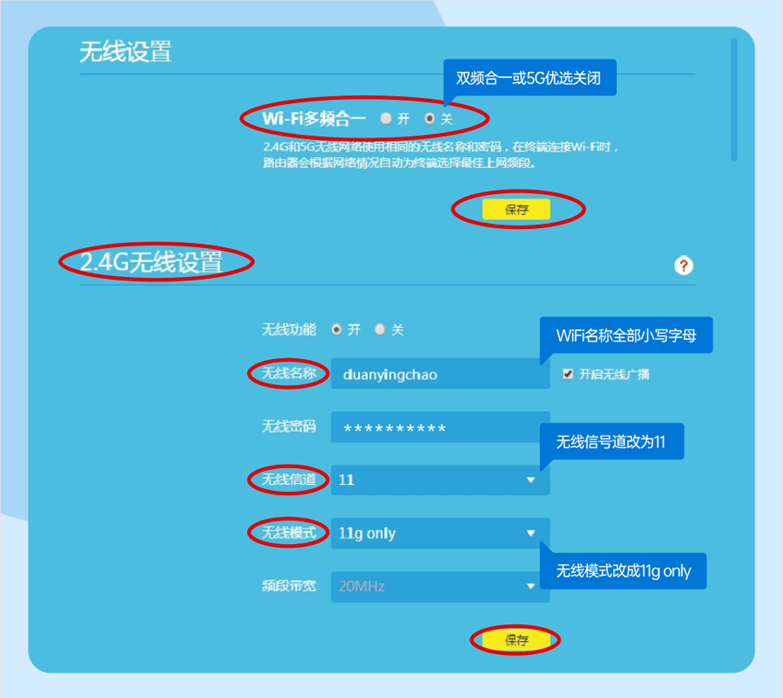 无线设置
双频合一或5G优选关闭
Wi-Fi多频合一 开 关
2.4G和5G无线网络使用相同的无线名称和密码，在终端连接Wi-Fi时，
路由器会根据网络情况自动为终端选择最佳上网频段。
保存
2.4G无线设置
?
无线功能 开 关
WiFi名称全部小写字母
无线名称 duanyingchao 开启无线广播
无线密码 **********
无线信号道改为11
无线信道 11
无线模式 11g only
无线模式改成11g only
频段带宽 20MHz
保存